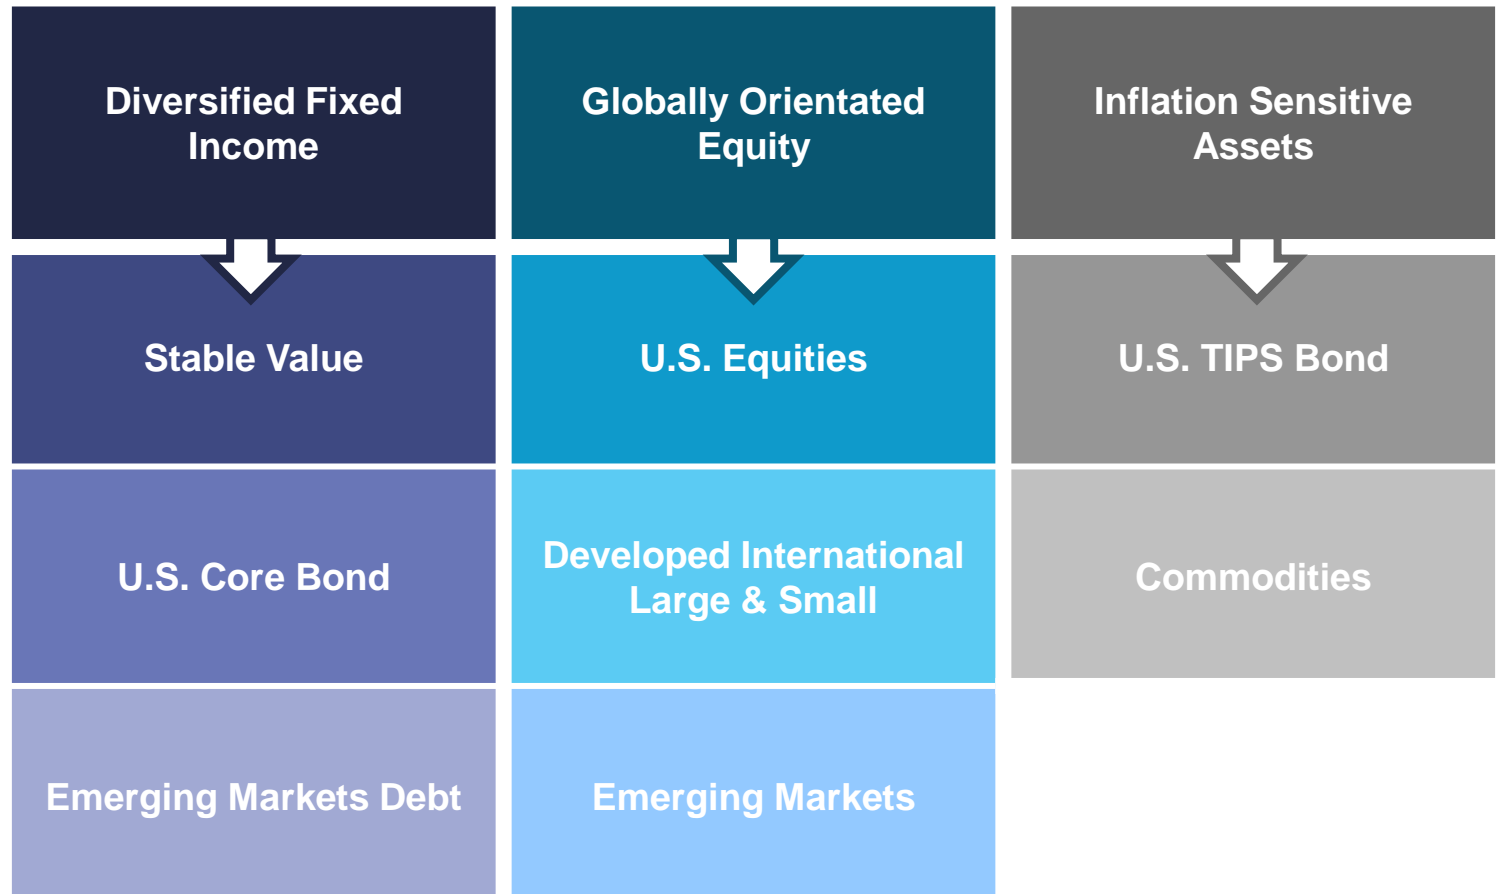 Diversified Fixed
Income
Globally Orientated
Equity
Inflation Sensitive
Assets
Stable Value
U.S. Equities
U.S. TIPS Bond
U.S. Core Bond
Developed International
Large & Small
Commodities
Emerging Markets Debt
Emerging Markets